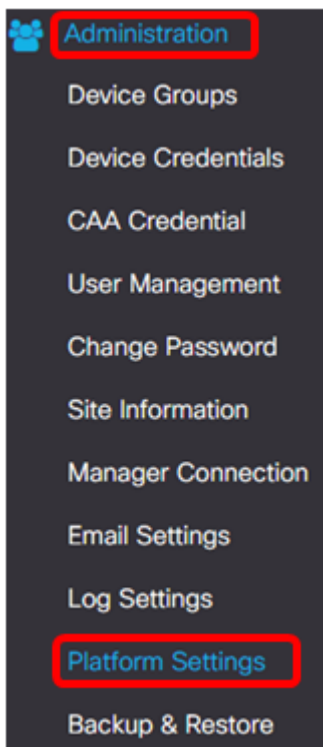 Administration
Device Groups
Device Credentials
CAA Credential
User Management
Change Password
Site Information
Manager Connection
Email Settings
Log Settings
Platform Settings
Backup & Restore